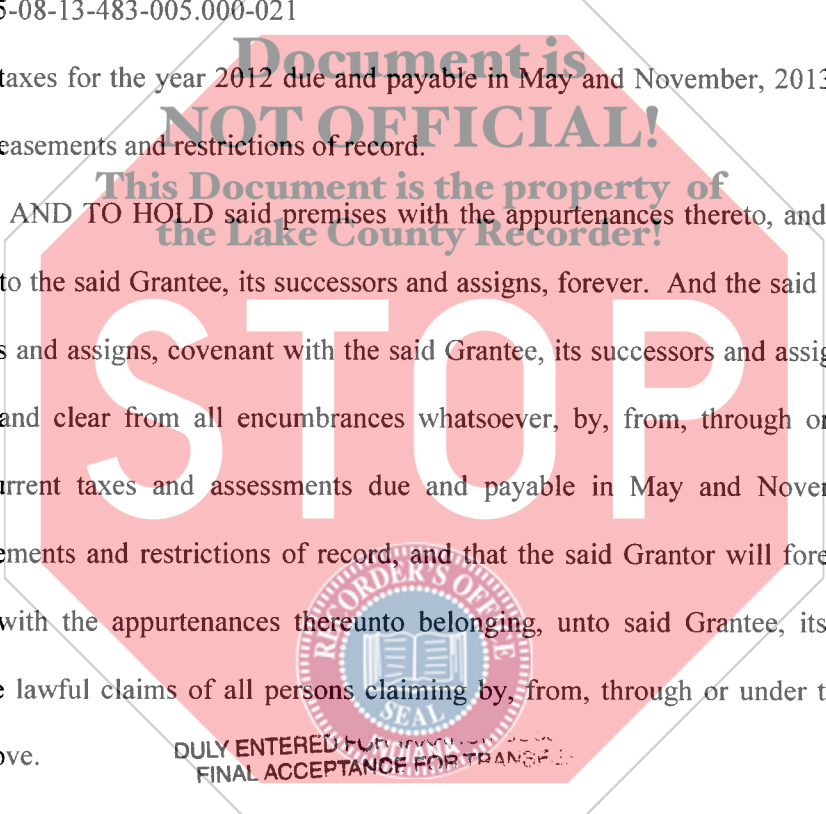 5-08-13-483-005.000-021
Document is
taxes for the year 2012 due and payable in May and November, 2013
NOT OFFICIAL!
easements and restrictions of record.
This Document is the property of
AND TO HOLD said premises with the appurtenances thereto, and
the Lake County Recorder!
to the said Grantee, its successors and assigns, forever. And the said
s and assigns, covenant with the said Grantee, its successors and assig
STOP
and clear from all encumbrances whatsoever, by, from, through or
urrent taxes and assessments due and payable in May and Nover
ements and restrictions of record, and that the said Grantor will fore
RECORDER'S OFFICE
with the appurtenances thereunto belonging, unto said Grantee, its
e lawful claims of all persons claiming by, from, through or under t
SEAL
INDIANA
ove.
DULY ENTERED FOR
FINAL ACCEPTANCE FOR TRANSFER